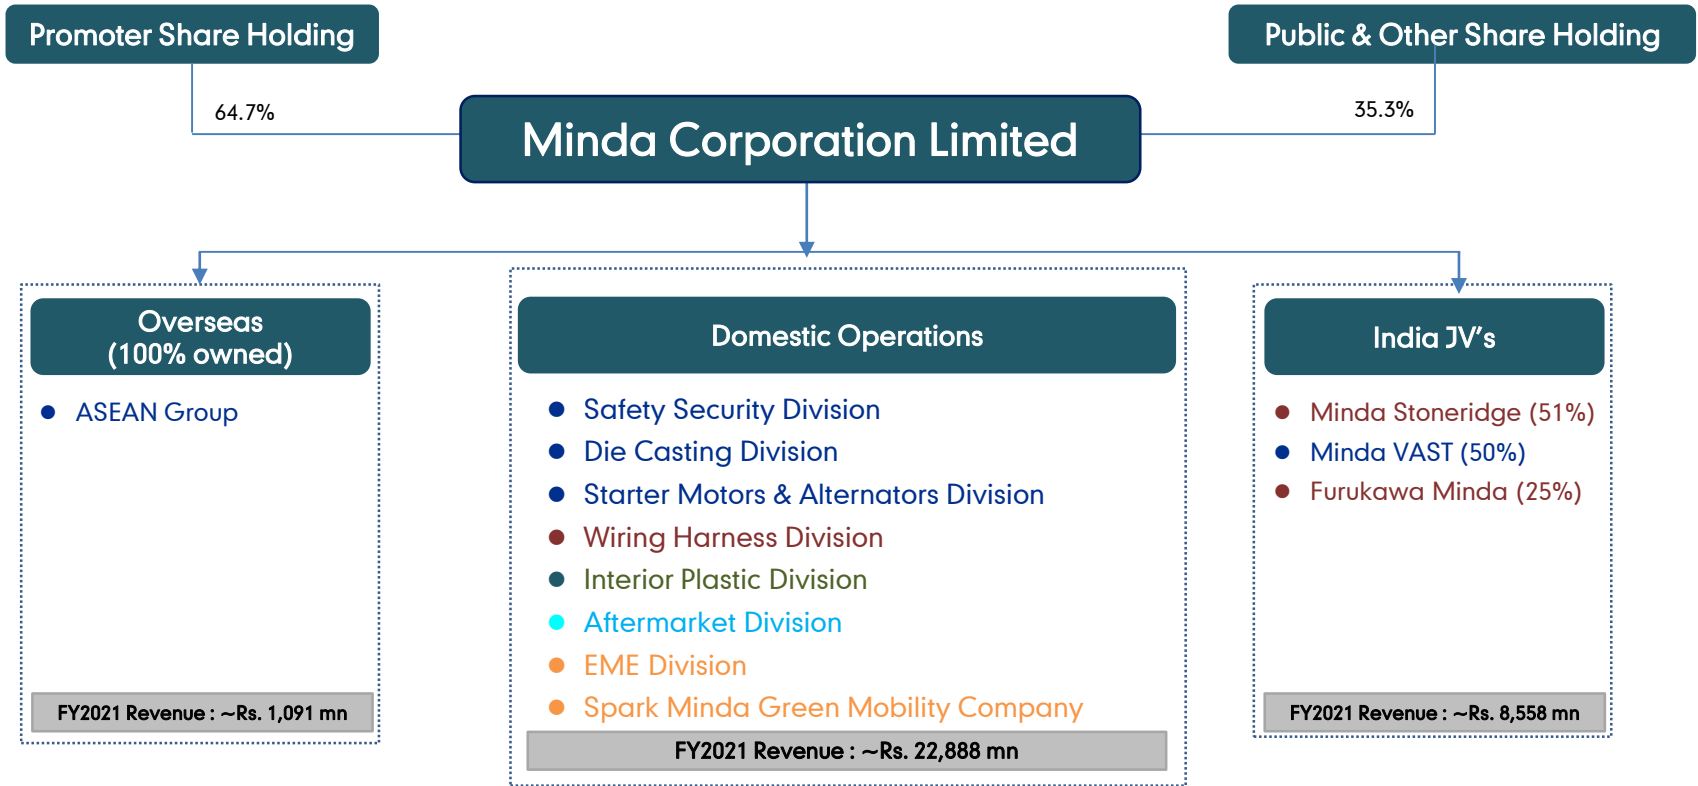 Promoter Share Holding
Public & Other Share Holding
64.7%
35.3%
Minda Corporation Limited
Overseas
(100% owned)
ASEAN Group
FY2021 Revenue : ~Rs. 1,091 mn
Domestic Operations
Safety Security Division
Die Casting Division
Starter Motors & Alternators Division
Wiring Harness Division
Interior Plastic Division
Aftermarket Division
EME Division
Spark Minda Green Mobility Company
FY2021 Revenue : ~Rs. 22,888 mn
India JV’s
Minda Stoneridge (51%)
Minda VAST (50%)
Furukawa Minda (25%)
FY2021 Revenue : ~Rs. 8,558 mn